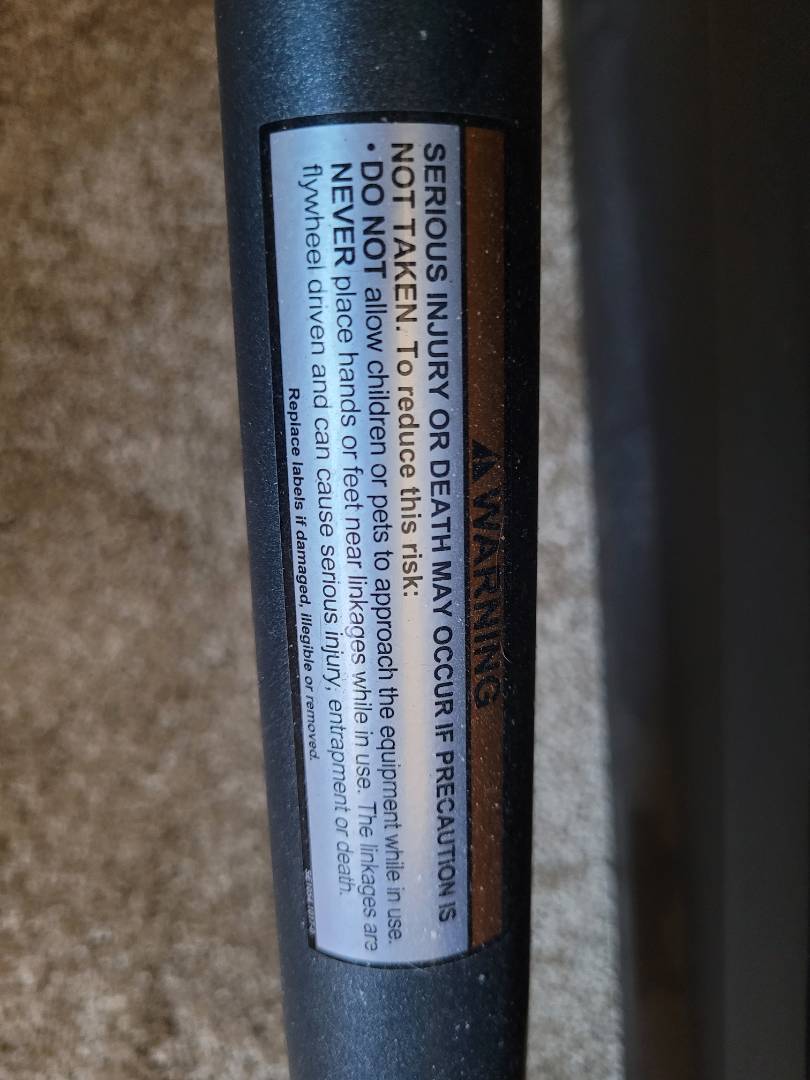 WARNING
SERIOUS INJURY OR DEATH MAY OCCUR IF PRECAUTION IS
NOT TAKEN. To reduce this risk:
• DO NOT allow children or pets to approach the equipment while in use.
NEVER place hands or feet near linkages while in use. The linkages are
flywheel driven and can cause serious injury, entrapment or death.
Replace labels if damaged, illegible or removed.